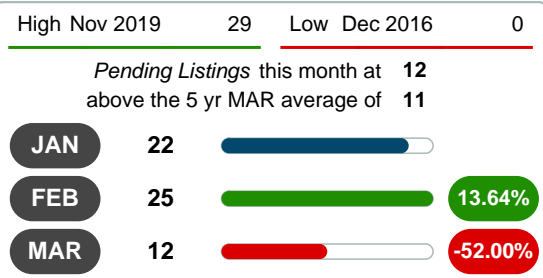 High Nov 2019 29 Low Dec 2016 0
Pending Listings this month at 12
above the 5 yr MAR average of 11
JAN 22
FEB 25 13.64%
MAR 12 -52.00%